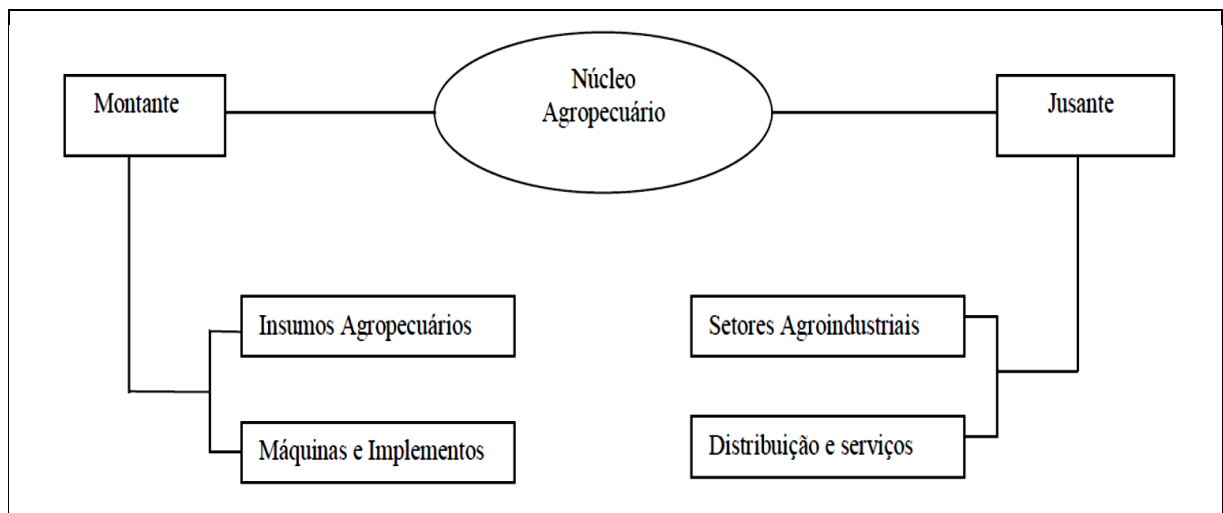 Núcleo
Agropecuário
Montante
Jusante
Insumos Agropecuários
Setores Agroindustriais
Máquinas e Implementos
Distribuição e serviços